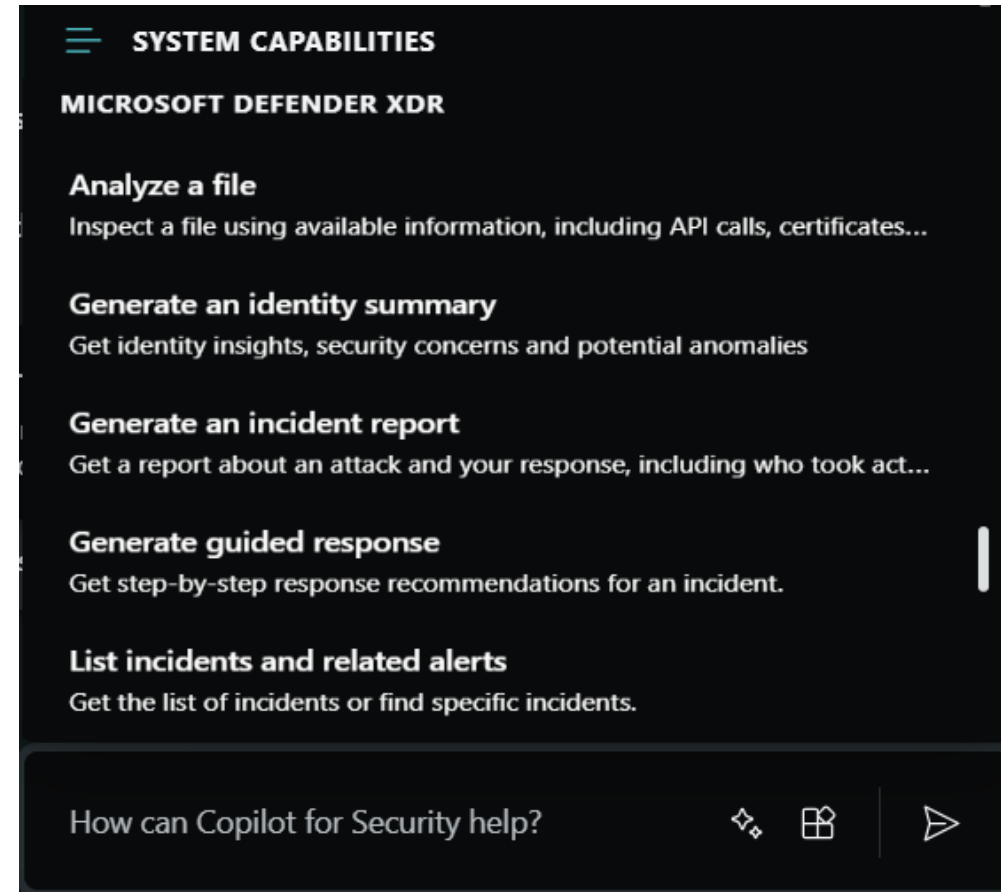 SYSTEM CAPABILITIES
MICROSOFT DEFENDER XDR
Analyze a file
Inspect a file using available information, including API calls, certificates...
Generate an identity summary
Get identity insights, security concerns and potential anomalies
Generate an incident report
Get a report about an attack and your response, including who took act...
Generate guided response
Get step-by-step response recommendations for an incident.
List incidents and related alerts
Get the list of incidents or find specific incidents.
How can Copilot for Security help?